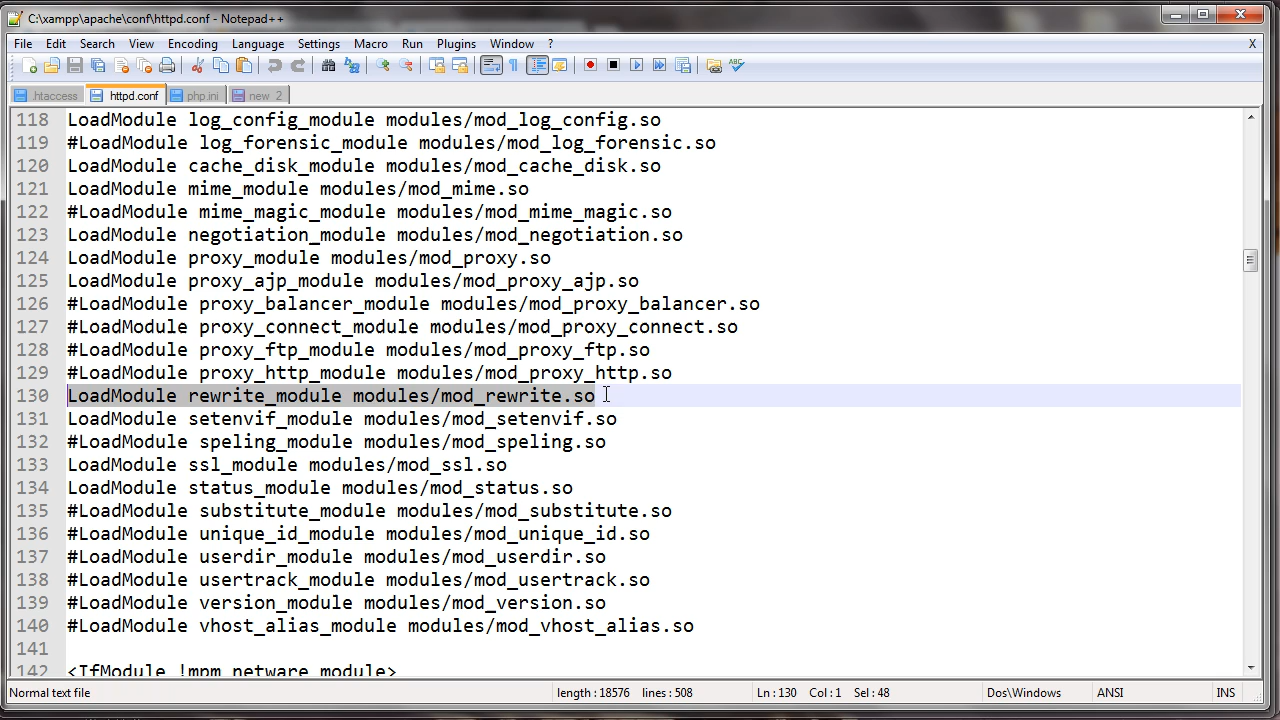 C:\xampp\apache\conf\httpd.conf - Notepad++
File Edit Search View Encoding Language Settings Macro Run Plugins Window ? X
.htaccess httpd.conf php.ini new 2
118 LoadModule log_config_module modules/mod_log_config.so
119 #LoadModule log_forensic_module modules/mod_log_forensic.so
120 LoadModule cache_disk_module modules/mod_cache_disk.so
121 LoadModule mime_module modules/mod_mime.so
122 #LoadModule mime_magic_module modules/mod_mime_magic.so
123 LoadModule negotiation_module modules/mod_negotiation.so
124 LoadModule proxy_module modules/mod_proxy.so
125 LoadModule proxy_ajp_module modules/mod_proxy_ajp.so
126 #LoadModule proxy_balancer_module modules/mod_proxy_balancer.so
127 #LoadModule proxy_connect_module modules/mod_proxy_connect.so
128 #LoadModule proxy_ftp_module modules/mod_proxy_ftp.so
129 #LoadModule proxy_http_module modules/mod_proxy_http.so
130 LoadModule rewrite_module modules/mod_rewrite.so
131 LoadModule setenvif_module modules/mod_setenvif.so
132 #LoadModule speling_module modules/mod_speling.so
133 LoadModule ssl_module modules/mod_ssl.so
134 LoadModule status_module modules/mod_status.so
135 #LoadModule substitute_module modules/mod_substitute.so
136 #LoadModule unique_id_module modules/mod_unique_id.so
137 #LoadModule userdir_module modules/mod_userdir.so
138 #LoadModule usertrack_module modules/mod_usertrack.so
139 #LoadModule version_module modules/mod_version.so
140 #LoadModule vhost_alias_module modules/mod_vhost_alias.so
141
142 <IfModule !mpm_netware_module>
Normal text file length : 18576 lines : 508 Ln : 130 Col : 1 Sel : 48 Dos\Windows ANSI INS